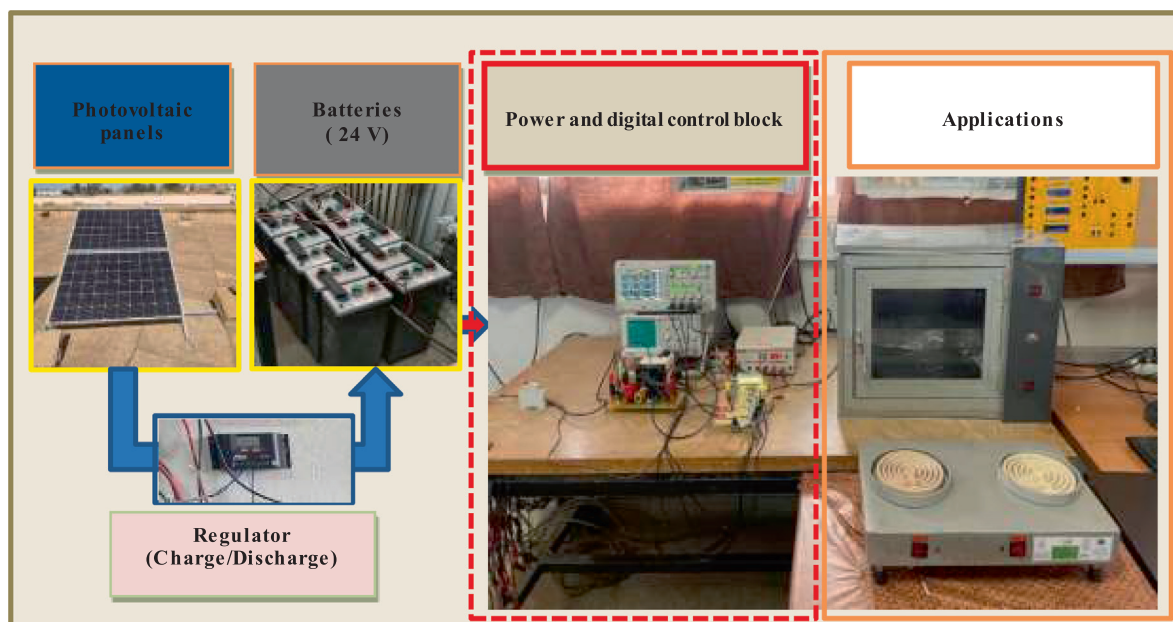 Photovoltaic
panels
Batteries
( 24 V)
Power and digital control block
Applications
Regulator
(Charge/Discharge)